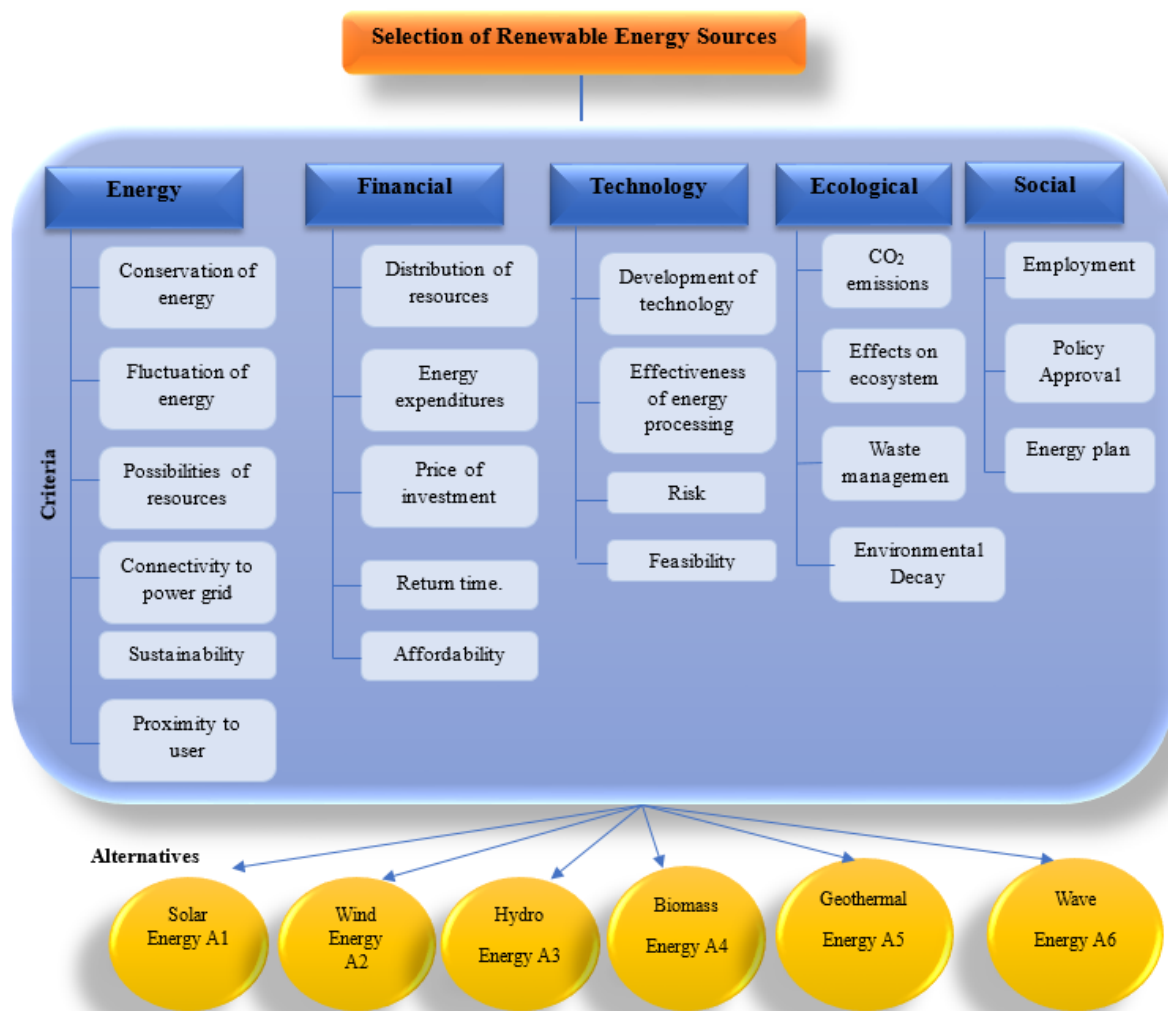 Selection of Renewable Energy Sources
Energy
Financial
Technology
Ecological
Social
Criteria
Conservation of
energy
Fluctuation of
energy
Possibilities of
resources
Connectivity to
power grid
Sustainability
Proximity to
user
Distribution of
resources
Energy
expenditures
Price of
investment
Return time.
Affordability
Development of
technology
Effectiveness
of energy
processing
Risk
Feasibility
CO₂
emissions
Effects on
ecosystem
Waste
managemen
Environmental
Decay
Employment
Policy
Approval
Energy plan
Alternatives
Solar
Energy A1
Wind
Energy
A2
Hydro
Energy A3
Biomass
Energy A4
Geothermal
Energy A5
Wave
Energy A6